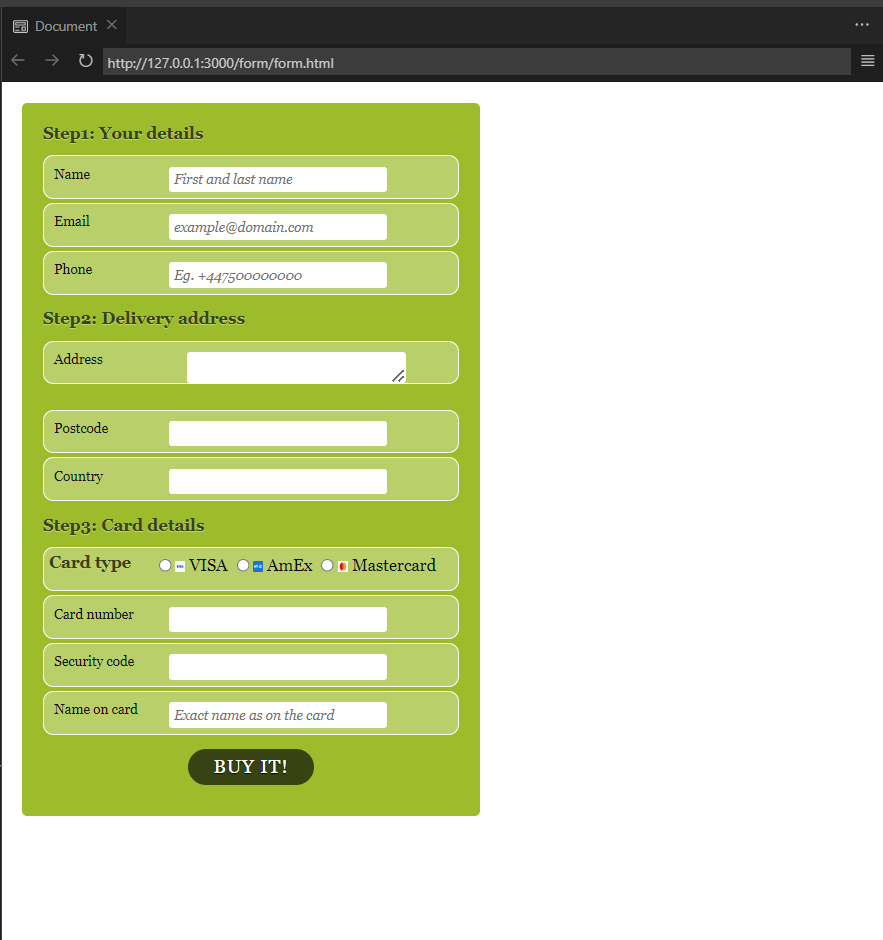 Document
http://127.0.0.1:3000/form/form.html
Step1: Your details
Name First and last name
Email example@domain.com
Phone Eg. +447500000000
Step2: Delivery address
Address
Postcode
Country
Step3: Card details
Card type VISA AmEx Mastercard
Card number
Security code
Name on card Exact name as on the card
BUY IT!